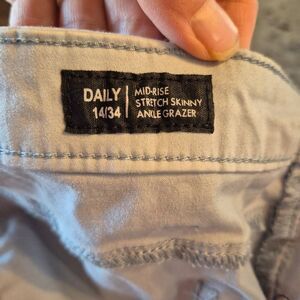 DAILY
14/34
MID-RISE
STRETCH SKINNY
ANKLE GRAZER